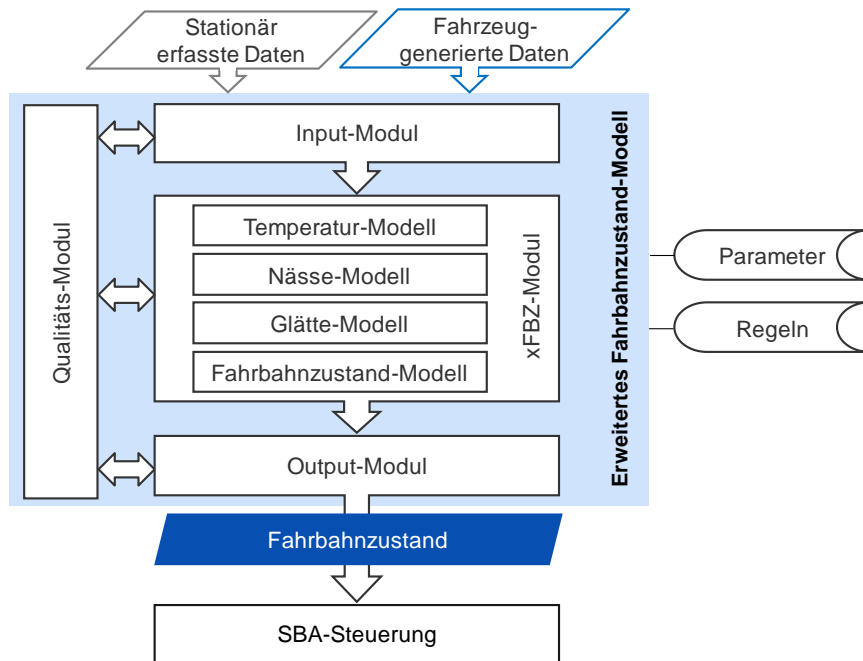 Stationär
erfasste Daten
Fahrzeug-
generierte Daten
Input-Modul
Qualitäts-Modul
Temperatur-Modell
Nässe-Modell
Glätte-Modell
Fahrbahnzustand-Modell
xFBZ-Modul
Erweitertes Fahrbahnzustand-Modell
Parameter
Regeln
Output-Modul
Fahrbahnzustand
SBA-Steuerung